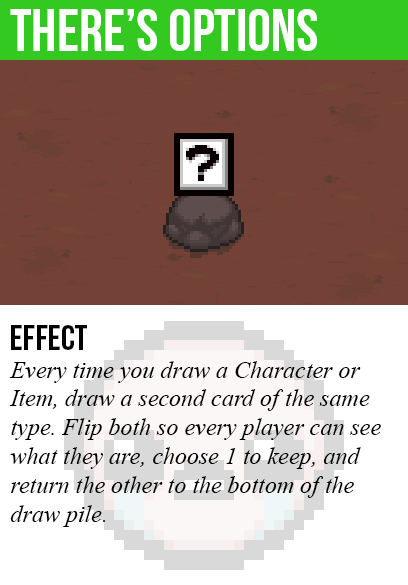 THERE'S OPTIONS
?
EFFECT
Every time you draw a Character or
Item, draw a second card of the same
type. Flip both so every player can see
what they are, choose 1 to keep, and
return the other to the bottom of the
draw pile.